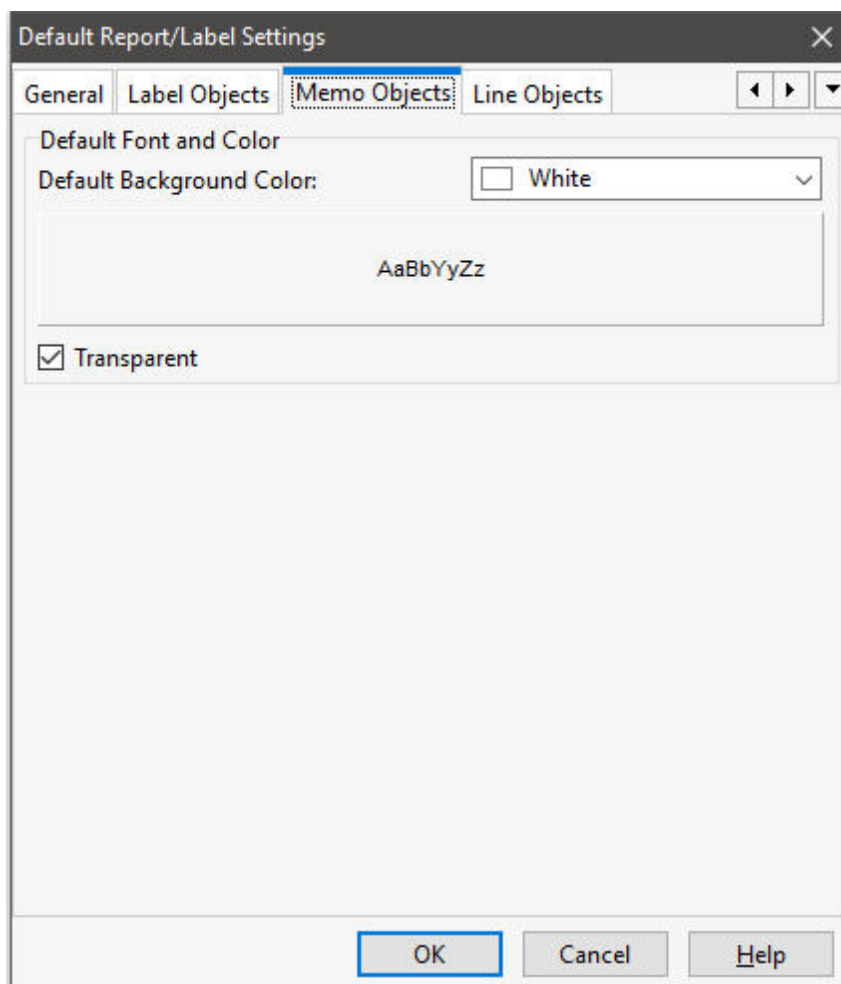 Default Report/Label Settings
General Label Objects Memo Objects Line Objects
Default Font and Color
Default Background Color: White
AaBbYyZz
Transparent
OK Cancel Help